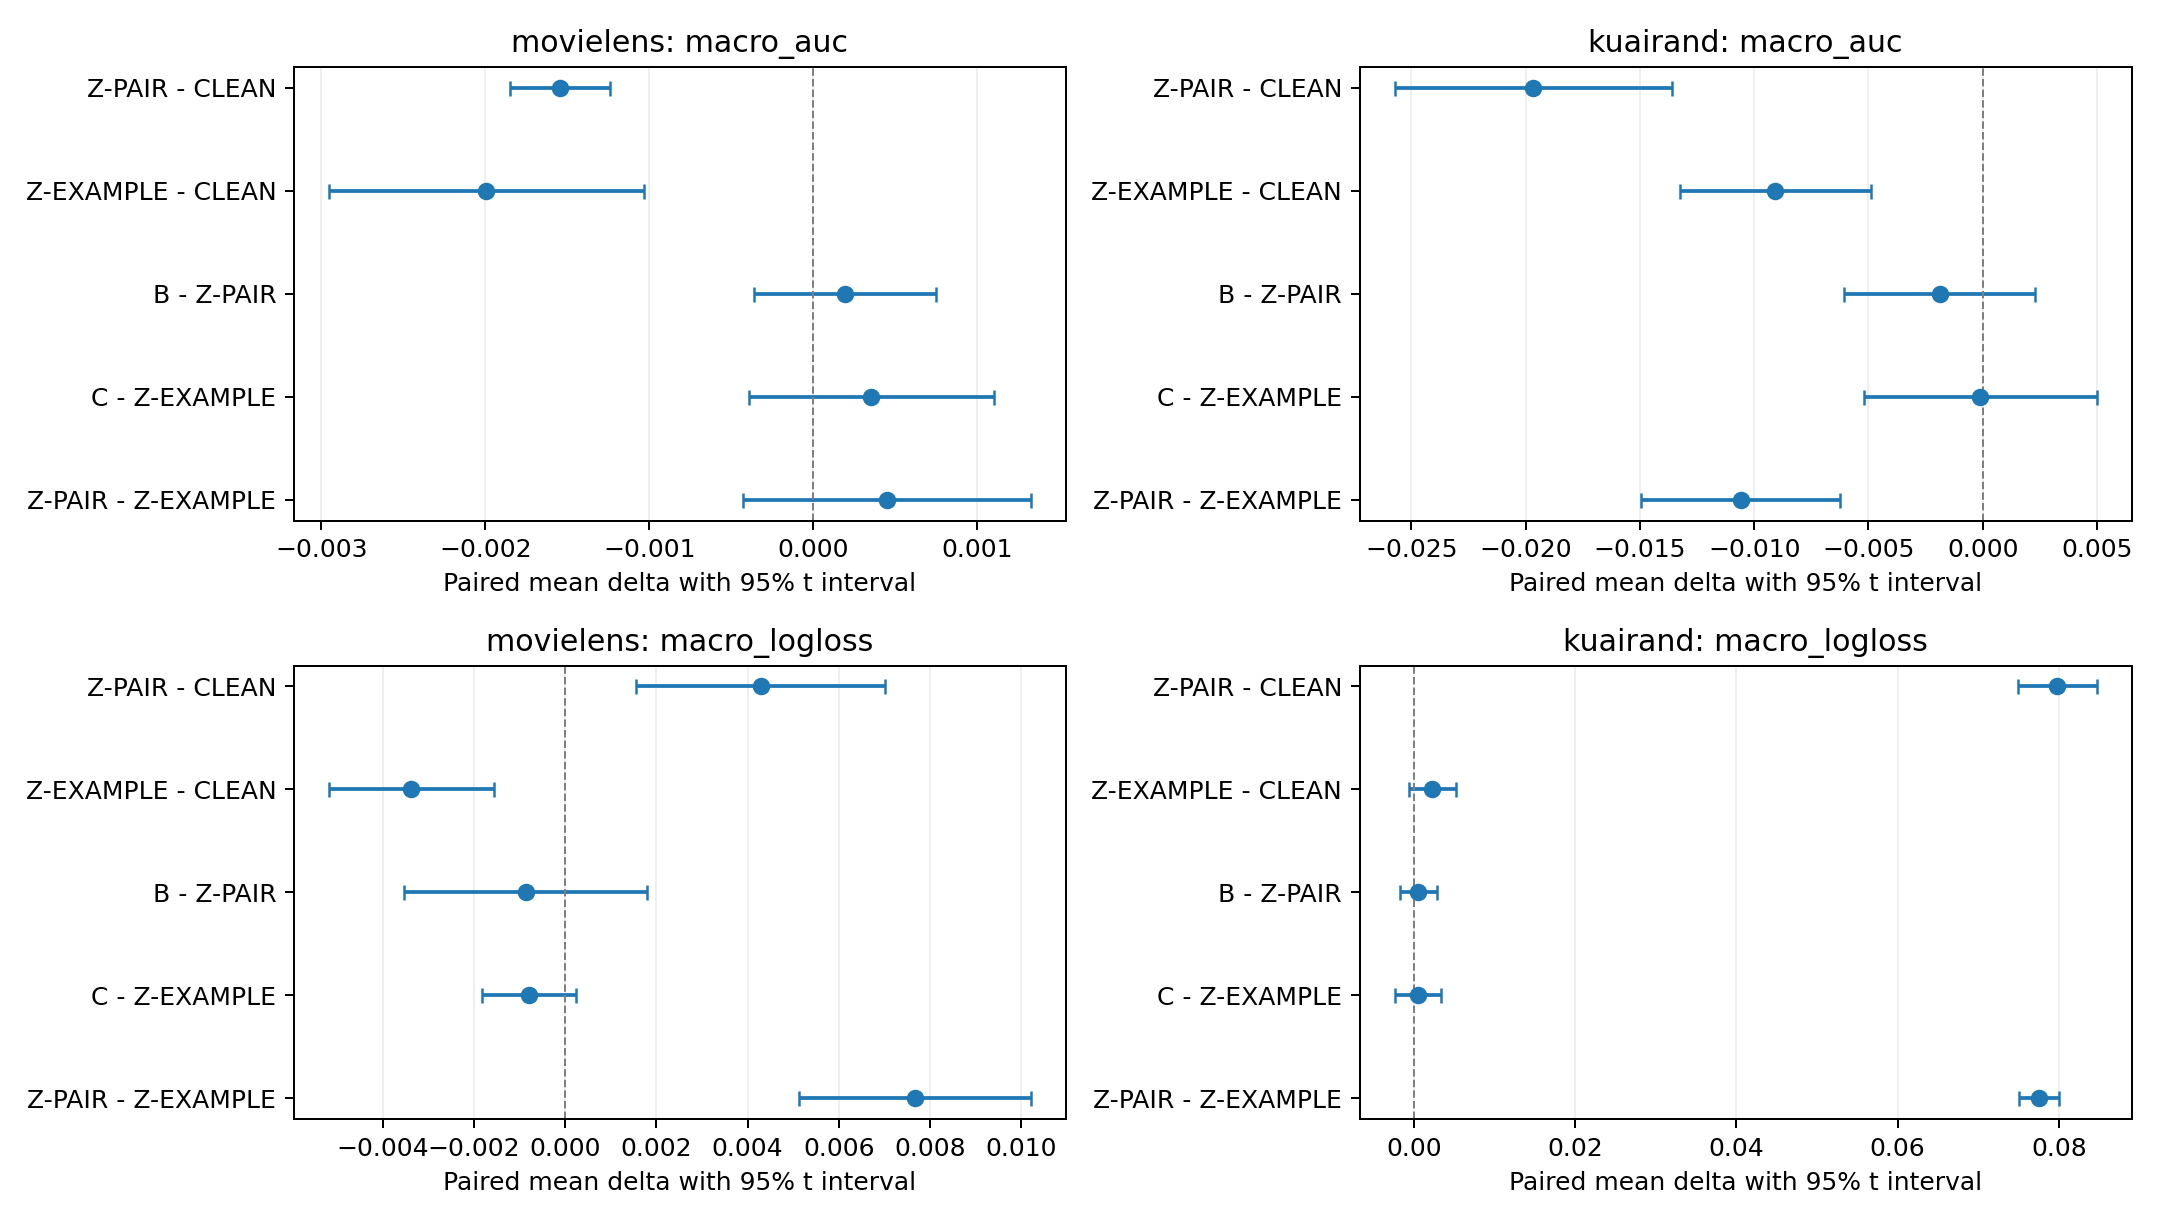 movielens: macro_auc
Z-PAIR - CLEAN
Z-EXAMPLE - CLEAN
B - Z-PAIR
C - Z-EXAMPLE
Z-PAIR - Z-EXAMPLE
−0.003 −0.002 −0.001 0.000 0.001
Paired mean delta with 95% t interval
kuairand: macro_auc
Z-PAIR - CLEAN
Z-EXAMPLE - CLEAN
B - Z-PAIR
C - Z-EXAMPLE
Z-PAIR - Z-EXAMPLE
−0.025 −0.020 −0.015 −0.010 −0.005 0.000 0.005
Paired mean delta with 95% t interval
movielens: macro_logloss
Z-PAIR - CLEAN
Z-EXAMPLE - CLEAN
B - Z-PAIR
C - Z-EXAMPLE
Z-PAIR - Z-EXAMPLE
−0.004 −0.002 0.000 0.002 0.004 0.006 0.008 0.010
Paired mean delta with 95% t interval
kuairand: macro_logloss
Z-PAIR - CLEAN
Z-EXAMPLE - CLEAN
B - Z-PAIR
C - Z-EXAMPLE
Z-PAIR - Z-EXAMPLE
0.00 0.02 0.04 0.06 0.08
Paired mean delta with 95% t interval